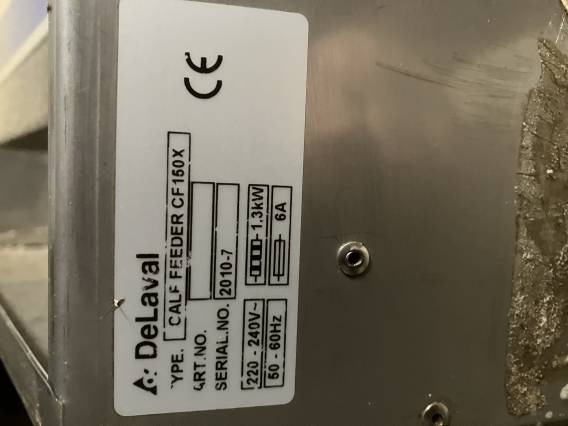 DeLaval
TYPE. CALF FEEDER CF150X
ART.NO.
SERIAL.NO. 2010-7
220 - 240V~ 1.3kW
50 - 60Hz 6A
CE